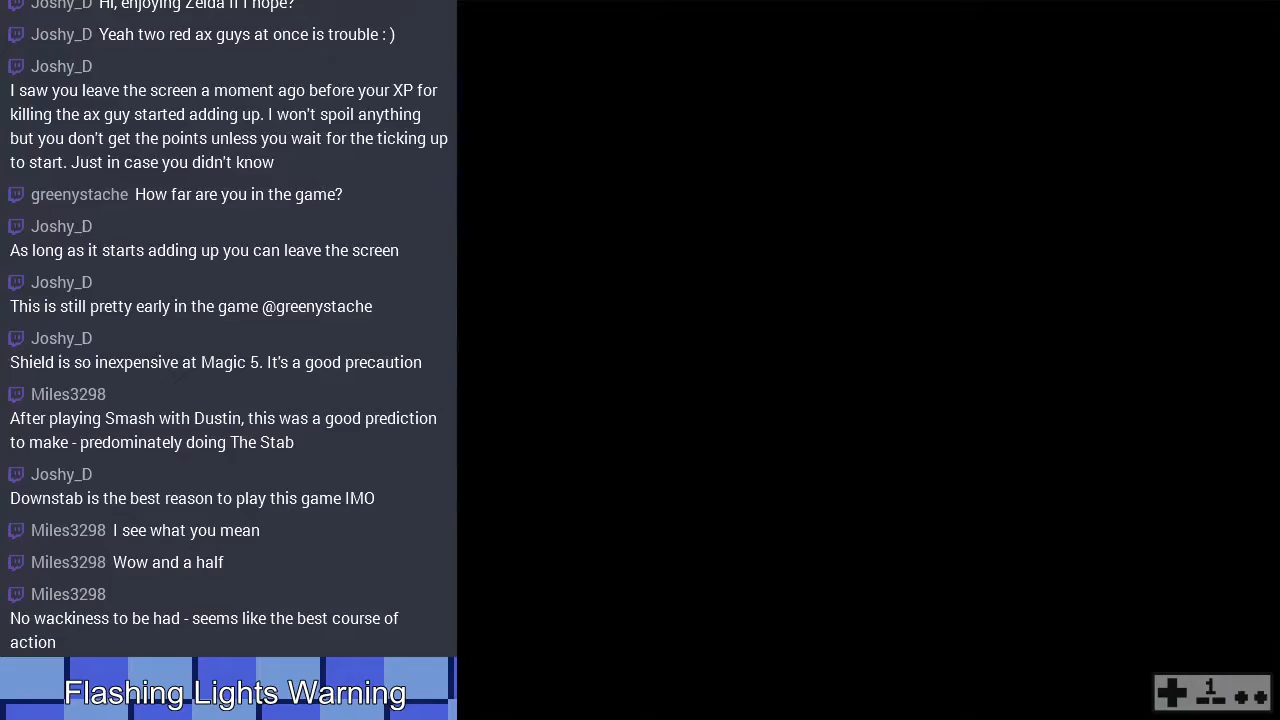 Joshy_D Hi, enjoying Zelda II I hope?
Joshy_D Yeah two red ax guys at once is trouble : )
Joshy_D
I saw you leave the screen a moment ago before your XP for
killing the ax guy started adding up. I won't spoil anything
but you don't get the points unless you wait for the ticking up
to start. Just in case you didn't know
greenystache How far are you in the game?
Joshy_D
As long as it starts adding up you can leave the screen
Joshy_D
This is still pretty early in the game @greenystache
Joshy_D
Shield is so inexpensive at Magic 5. It's a good precaution
Miles3298
After playing Smash with Dustin, this was a good prediction
to make - predominately doing The Stab
Joshy_D
Downstab is the best reason to play this game IMO
Miles3298 I see what you mean
Miles3298 Wow and a half
Miles3298
No wackiness to be had - seems like the best course of
action
Flashing Lights Warning
1